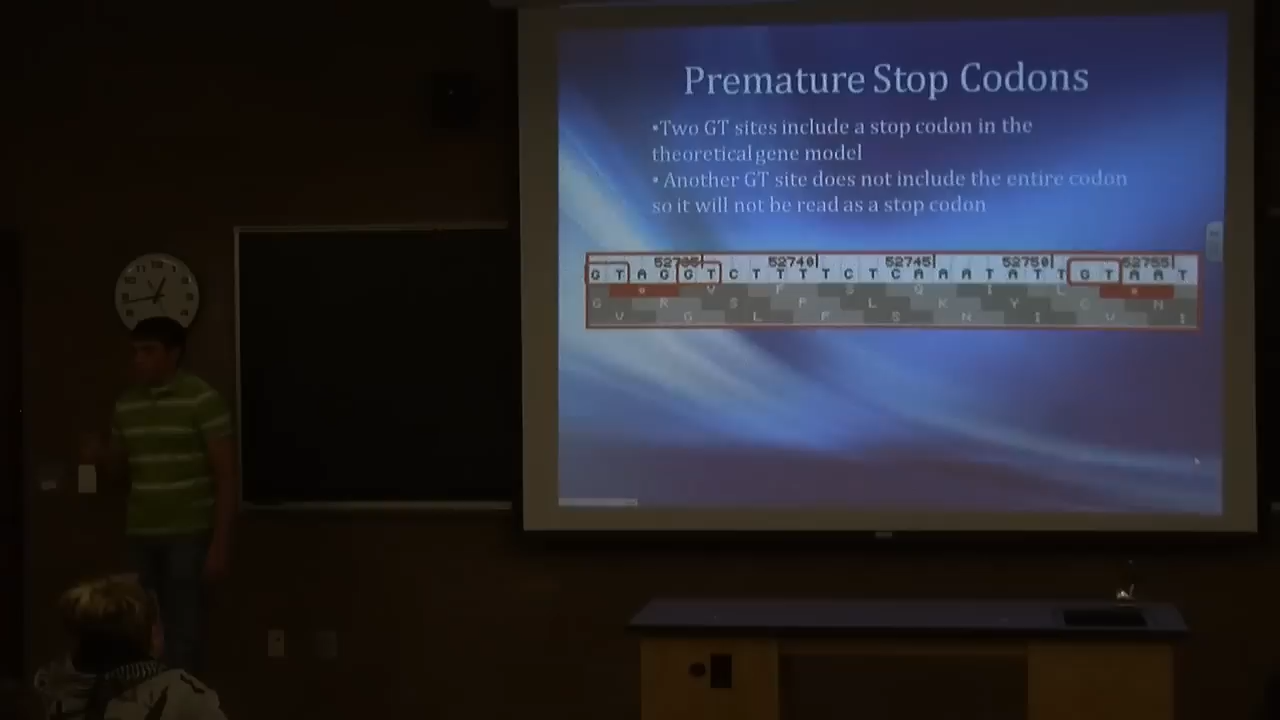 Premature Stop Codons
•Two GT sites include a stop codon in the
theoretical gene model
• Another GT site does not include the entire codon
so it will not be read as a stop codon
52735 52740 52745 52750 52755
G T A G G T C T T T T C T C A A A T A T T G T A A T